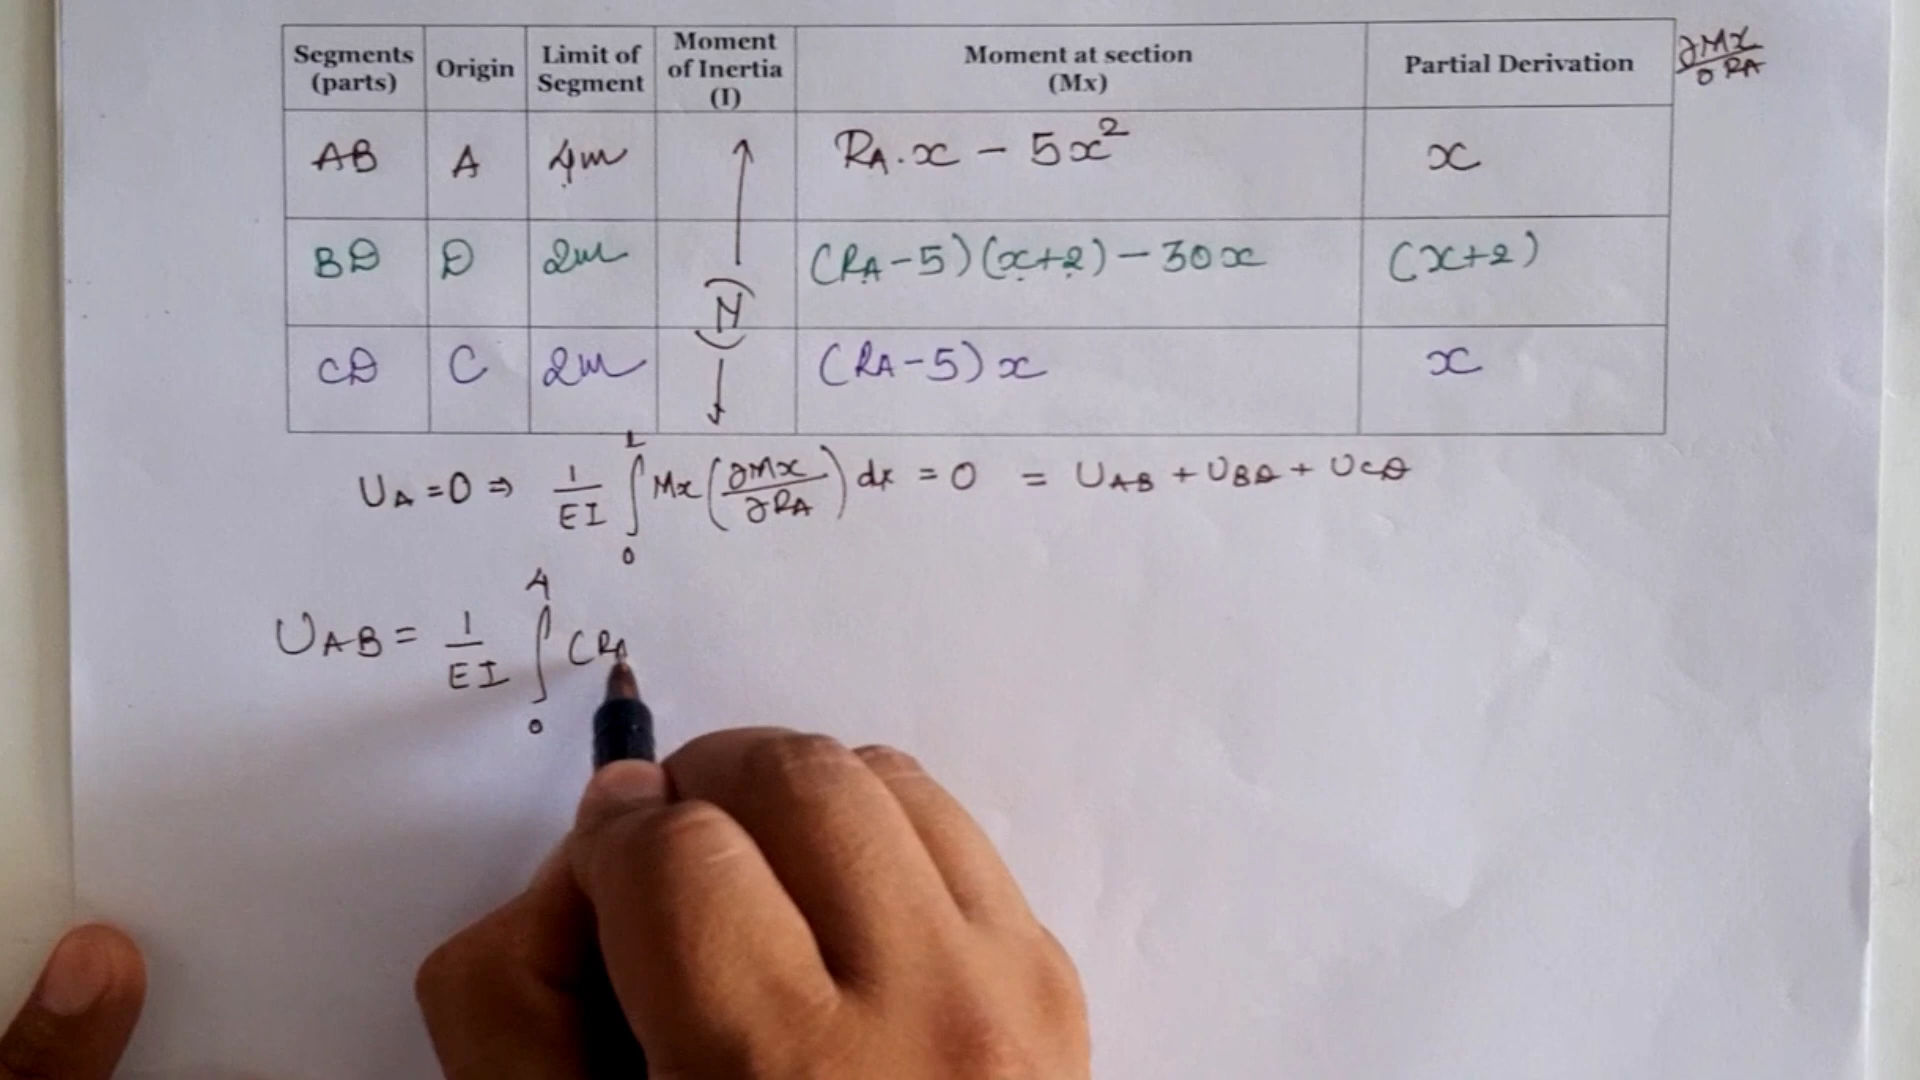 Segments (parts) Origin Limit of Segment Moment of Inertia (I) Moment at section (Mx) Partial Derivation ∂Mx/∂RA
AB A 4m RA.x - 5x² x
BD D 2m (RA-5)(x+2)-30x (x+2)
(I)
CD C 2m (RA-5)x x
UA=0 ⇒ 1/EI ∫₀ᴸ Mx(∂Mx/∂RA) dx = 0 = UAB + UBD + UCD
UAB = 1/EI ∫₀⁴ (RA